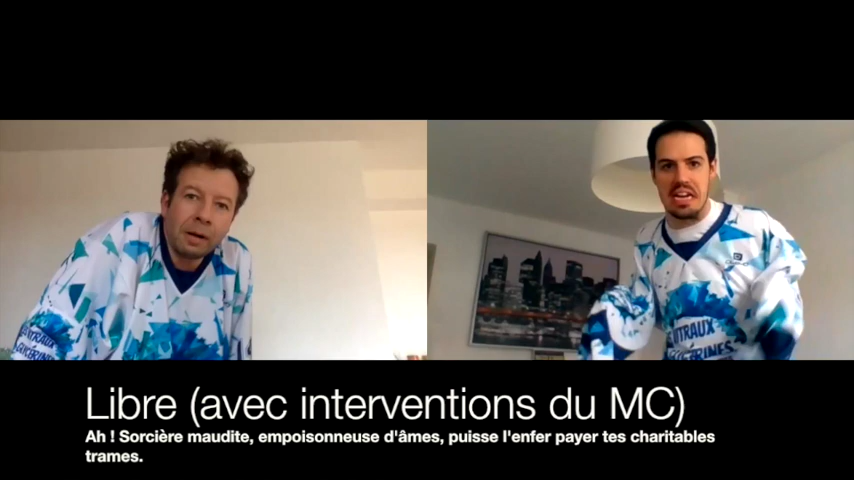 Libre (avec interventions du MC)
Ah ! Sorcière maudite, empoisonneuse d'âmes, puisse l'enfer payer tes charitables
trames.